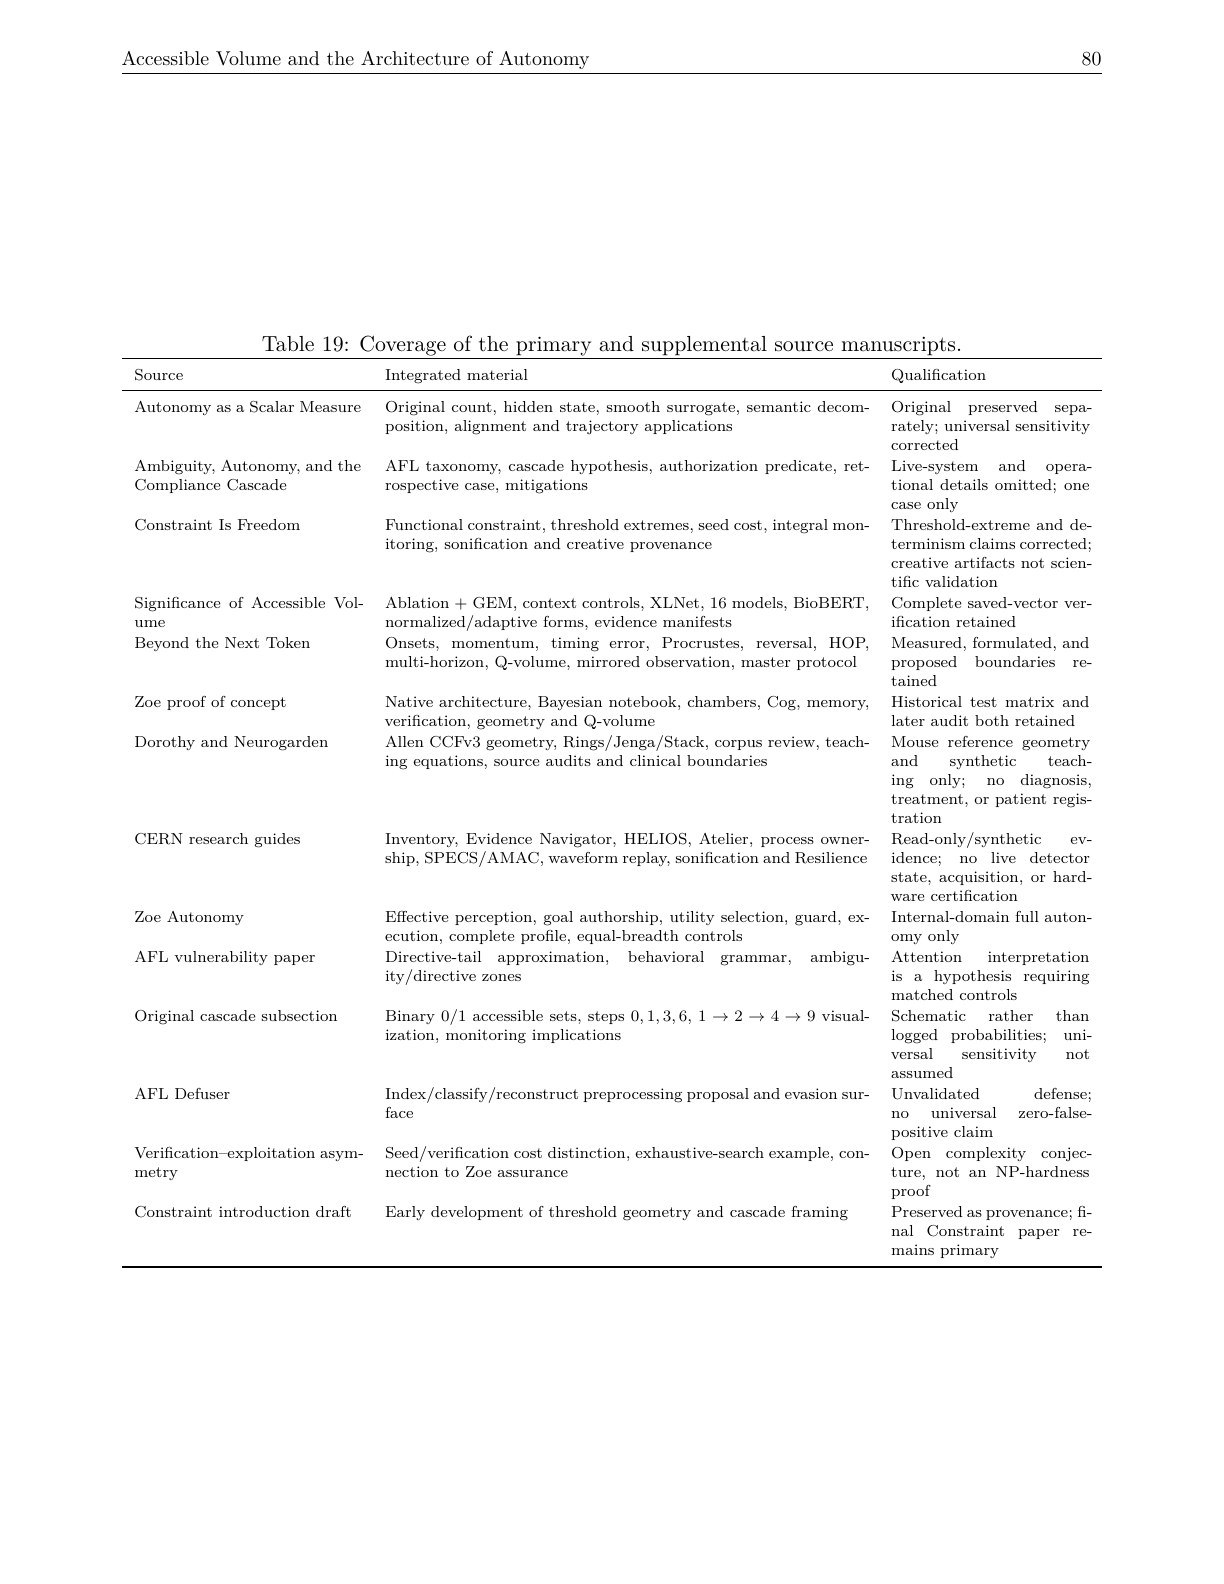 Accessible Volume and the Architecture of Autonomy 80
Table 19: Coverage of the primary and supplemental source manuscripts.
Source Integrated material Qualification
Autonomy as a Scalar Measure Original count, hidden state, smooth surrogate, semantic decom- Original preserved sepa-
position, alignment and trajectory applications rately; universal sensitivity
corrected
Ambiguity, Autonomy, and the AFL taxonomy, cascade hypothesis, authorization predicate, ret- Live-system and opera-
Compliance Cascade rospective case, mitigations tional details omitted; one
case only
Constraint Is Freedom Functional constraint, threshold extremes, seed cost, integral mon- Threshold-extreme and de-
itoring, sonification and creative provenance terminism claims corrected;
creative artifacts not scien-
tific validation
Significance of Accessible Vol- Ablation + GEM, context controls, XLNet, 16 models, BioBERT, Complete saved-vector ver-
ume normalized/adaptive forms, evidence manifests ification retained
Beyond the Next Token Onsets, momentum, timing error, Procrustes, reversal, HOP, Measured, formulated, and
multi-horizon, Q-volume, mirrored observation, master protocol proposed boundaries re-
tained
Zoe proof of concept Native architecture, Bayesian notebook, chambers, Cog, memory, Historical test matrix and
verification, geometry and Q-volume later audit both retained
Dorothy and Neurogarden Allen CCFv3 geometry, Rings/Jenga/Stack, corpus review, teach- Mouse reference geometry
ing equations, source audits and clinical boundaries and synthetic teach-
ing only; no diagnosis,
treatment, or patient regis-
tration
CERN research guides Inventory, Evidence Navigator, HELIOS, Atelier, process owner- Read-only/synthetic ev-
ship, SPECS/AMAC, waveform replay, sonification and Resilience idence; no live detector
state, acquisition, or hard-
ware certification
Zoe Autonomy Effective perception, goal authorship, utility selection, guard, ex- Internal-domain full auton-
ecution, complete profile, equal-breadth controls omy only
AFL vulnerability paper Directive-tail approximation, behavioral grammar, ambigu- Attention interpretation
ity/directive zones is a hypothesis requiring
matched controls
Original cascade subsection Binary 0/1 accessible sets, steps 0, 1, 3, 6, 1 → 2 → 4 → 9 visual- Schematic rather than
ization, monitoring implications logged probabilities; uni-
versal sensitivity not
assumed
AFL Defuser Index/classify/reconstruct preprocessing proposal and evasion sur- Unvalidated defense;
face no universal zero-false-
positive claim
Verification–exploitation asym- Seed/verification cost distinction, exhaustive-search example, con- Open complexity conjec-
metry nection to Zoe assurance ture, not an NP-hardness
proof
Constraint introduction draft Early development of threshold geometry and cascade framing Preserved as provenance; fi-
nal Constraint paper re-
mains primary